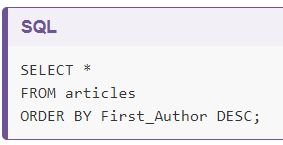 SQL
SELECT *
FROM articles
ORDER BY First_Author DESC;